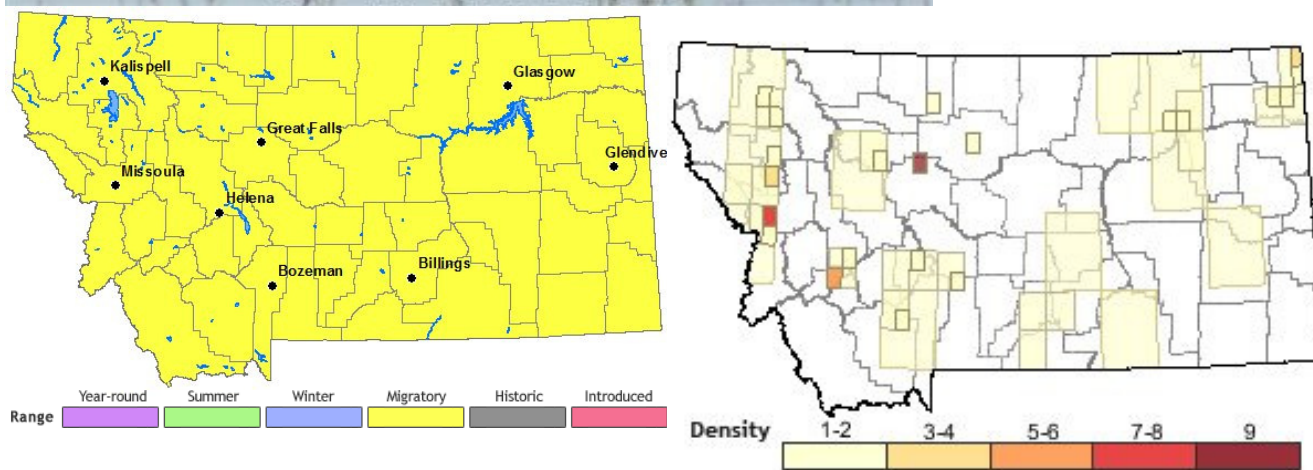 Kalispell
Glasgow
Great Falls
Glendive
Missoula
Helena
Bozeman
Billings
Range Year-round Summer Winter Migratory Historic Introduced
Density 1-2 3-4 5-6 7-8 9